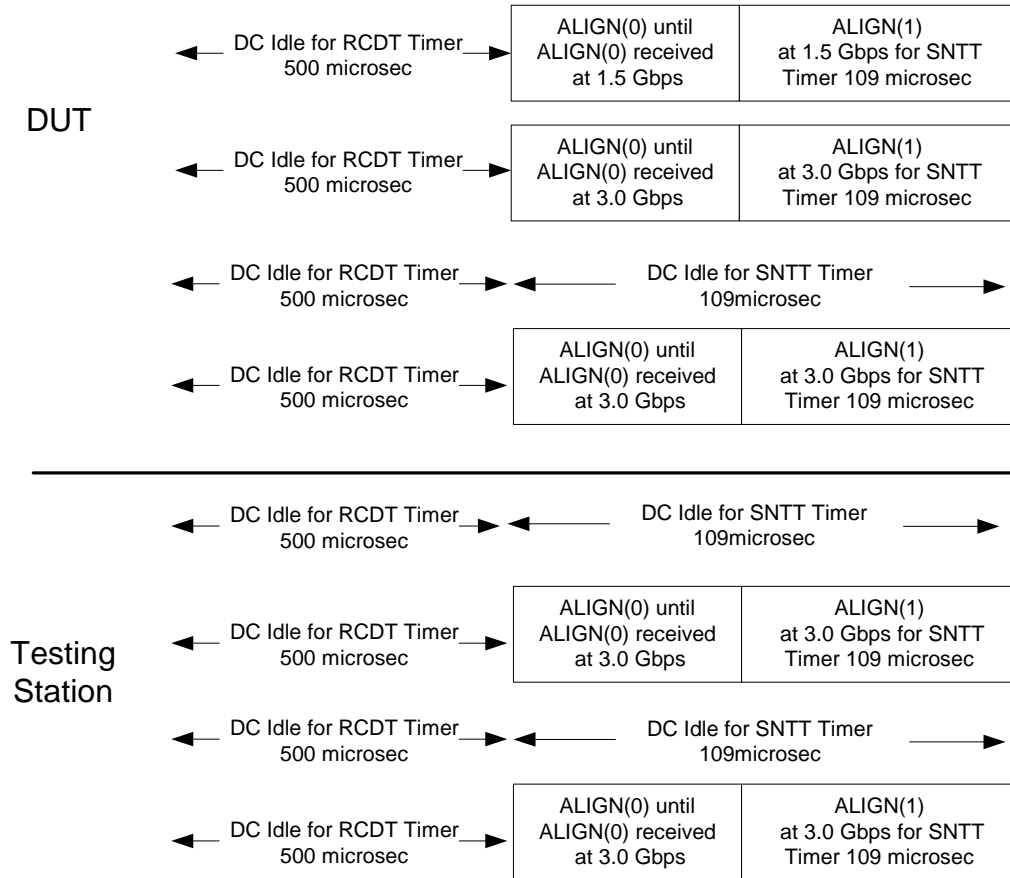 DUT
DC Idle for RCDT Timer
500 microsec
ALIGN(0) until
ALIGN(0) received
at 1.5 Gbps
ALIGN(1)
at 1.5 Gbps for SNTT
Timer 109 microsec
DC Idle for RCDT Timer
500 microsec
ALIGN(0) until
ALIGN(0) received
at 3.0 Gbps
ALIGN(1)
at 3.0 Gbps for SNTT
Timer 109 microsec
DC Idle for RCDT Timer
500 microsec
DC Idle for SNTT Timer
109microsec
DC Idle for RCDT Timer
500 microsec
ALIGN(0) until
ALIGN(0) received
at 3.0 Gbps
ALIGN(1)
at 3.0 Gbps for SNTT
Timer 109 microsec
Testing
Station
DC Idle for RCDT Timer
500 microsec
DC Idle for SNTT Timer
109microsec
DC Idle for RCDT Timer
500 microsec
ALIGN(0) until
ALIGN(0) received
at 3.0 Gbps
ALIGN(1)
at 3.0 Gbps for SNTT
Timer 109 microsec
DC Idle for RCDT Timer
500 microsec
DC Idle for SNTT Timer
109microsec
DC Idle for RCDT Timer
500 microsec
ALIGN(0) until
ALIGN(0) received
at 3.0 Gbps
ALIGN(1)
at 3.0 Gbps for SNTT
Timer 109 microsec